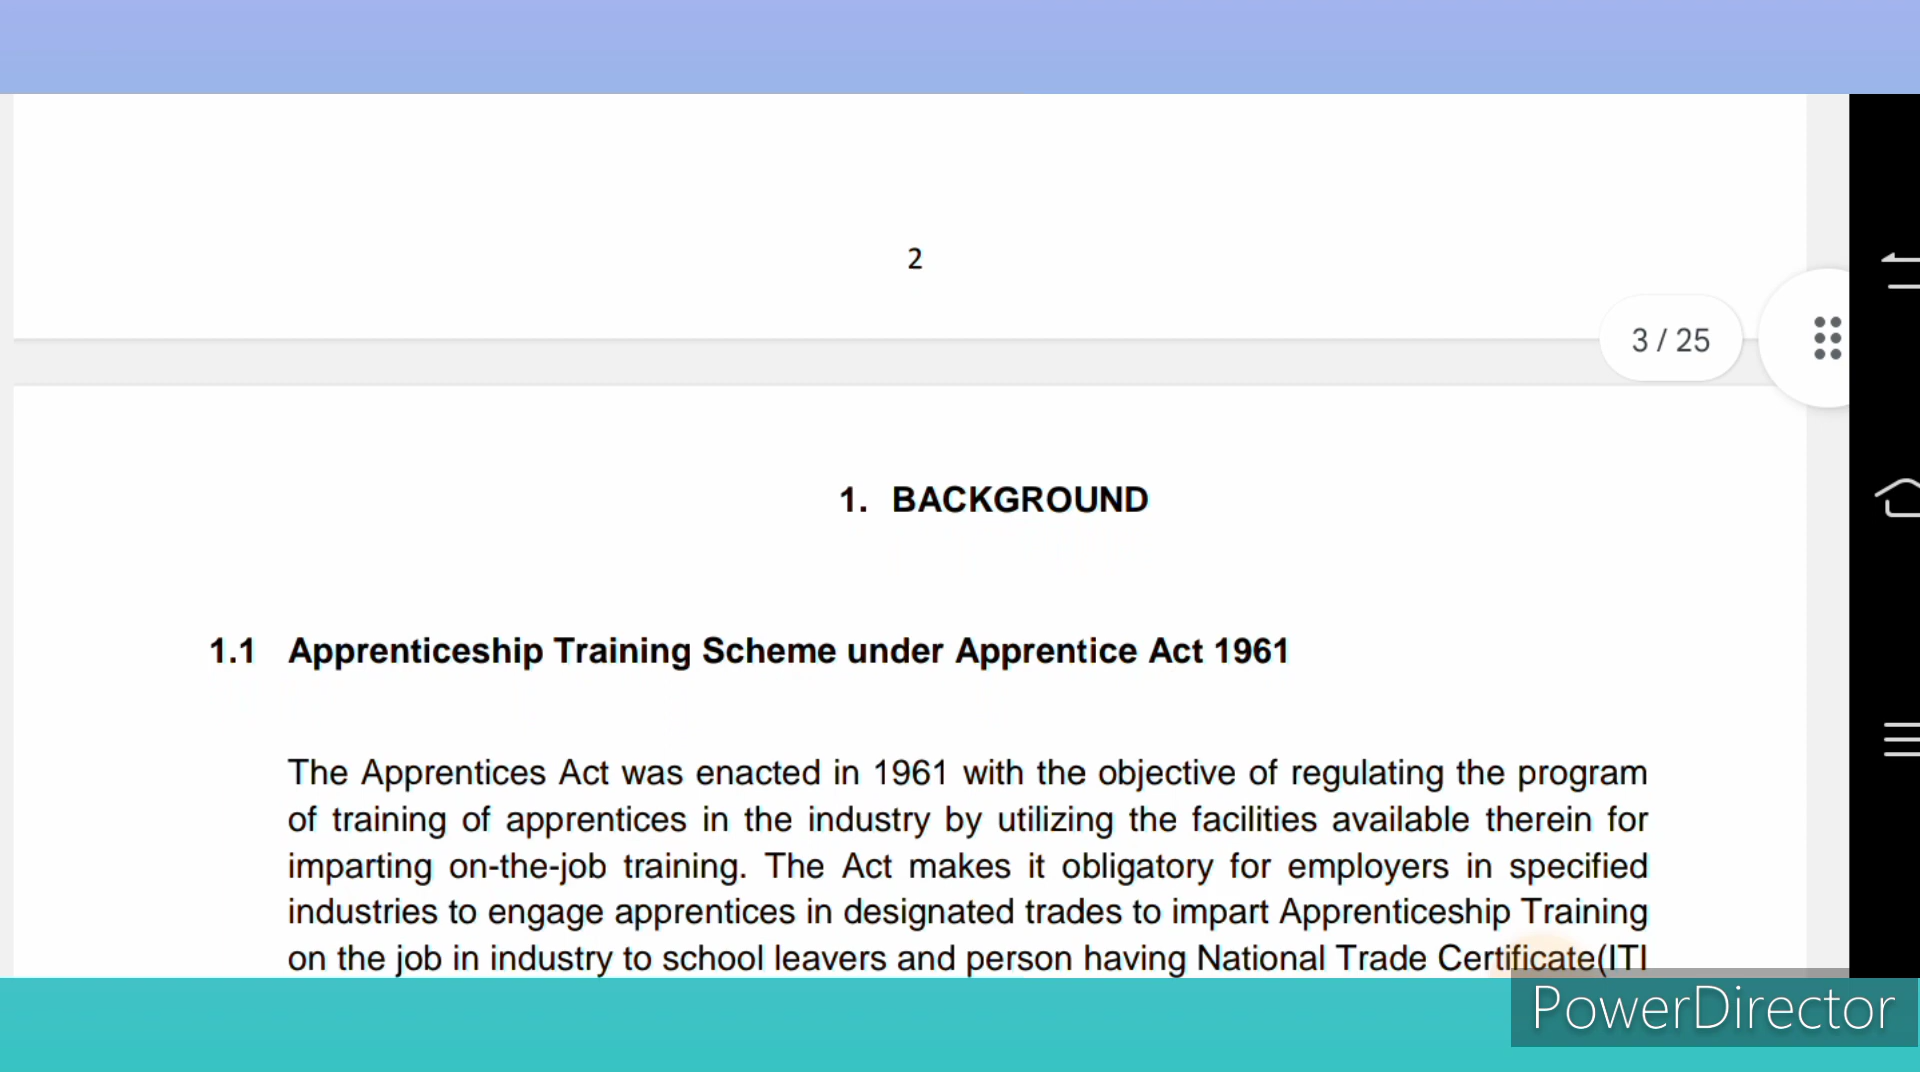 2
3 / 25
1. BACKGROUND
1.1 Apprenticeship Training Scheme under Apprentice Act 1961
The Apprentices Act was enacted in 1961 with the objective of regulating the program
of training of apprentices in the industry by utilizing the facilities available therein for
imparting on-the-job training. The Act makes it obligatory for employers in specified
industries to engage apprentices in designated trades to impart Apprenticeship Training
on the job in industry to school leavers and person having National Trade Certificate(ITI
PowerDirector